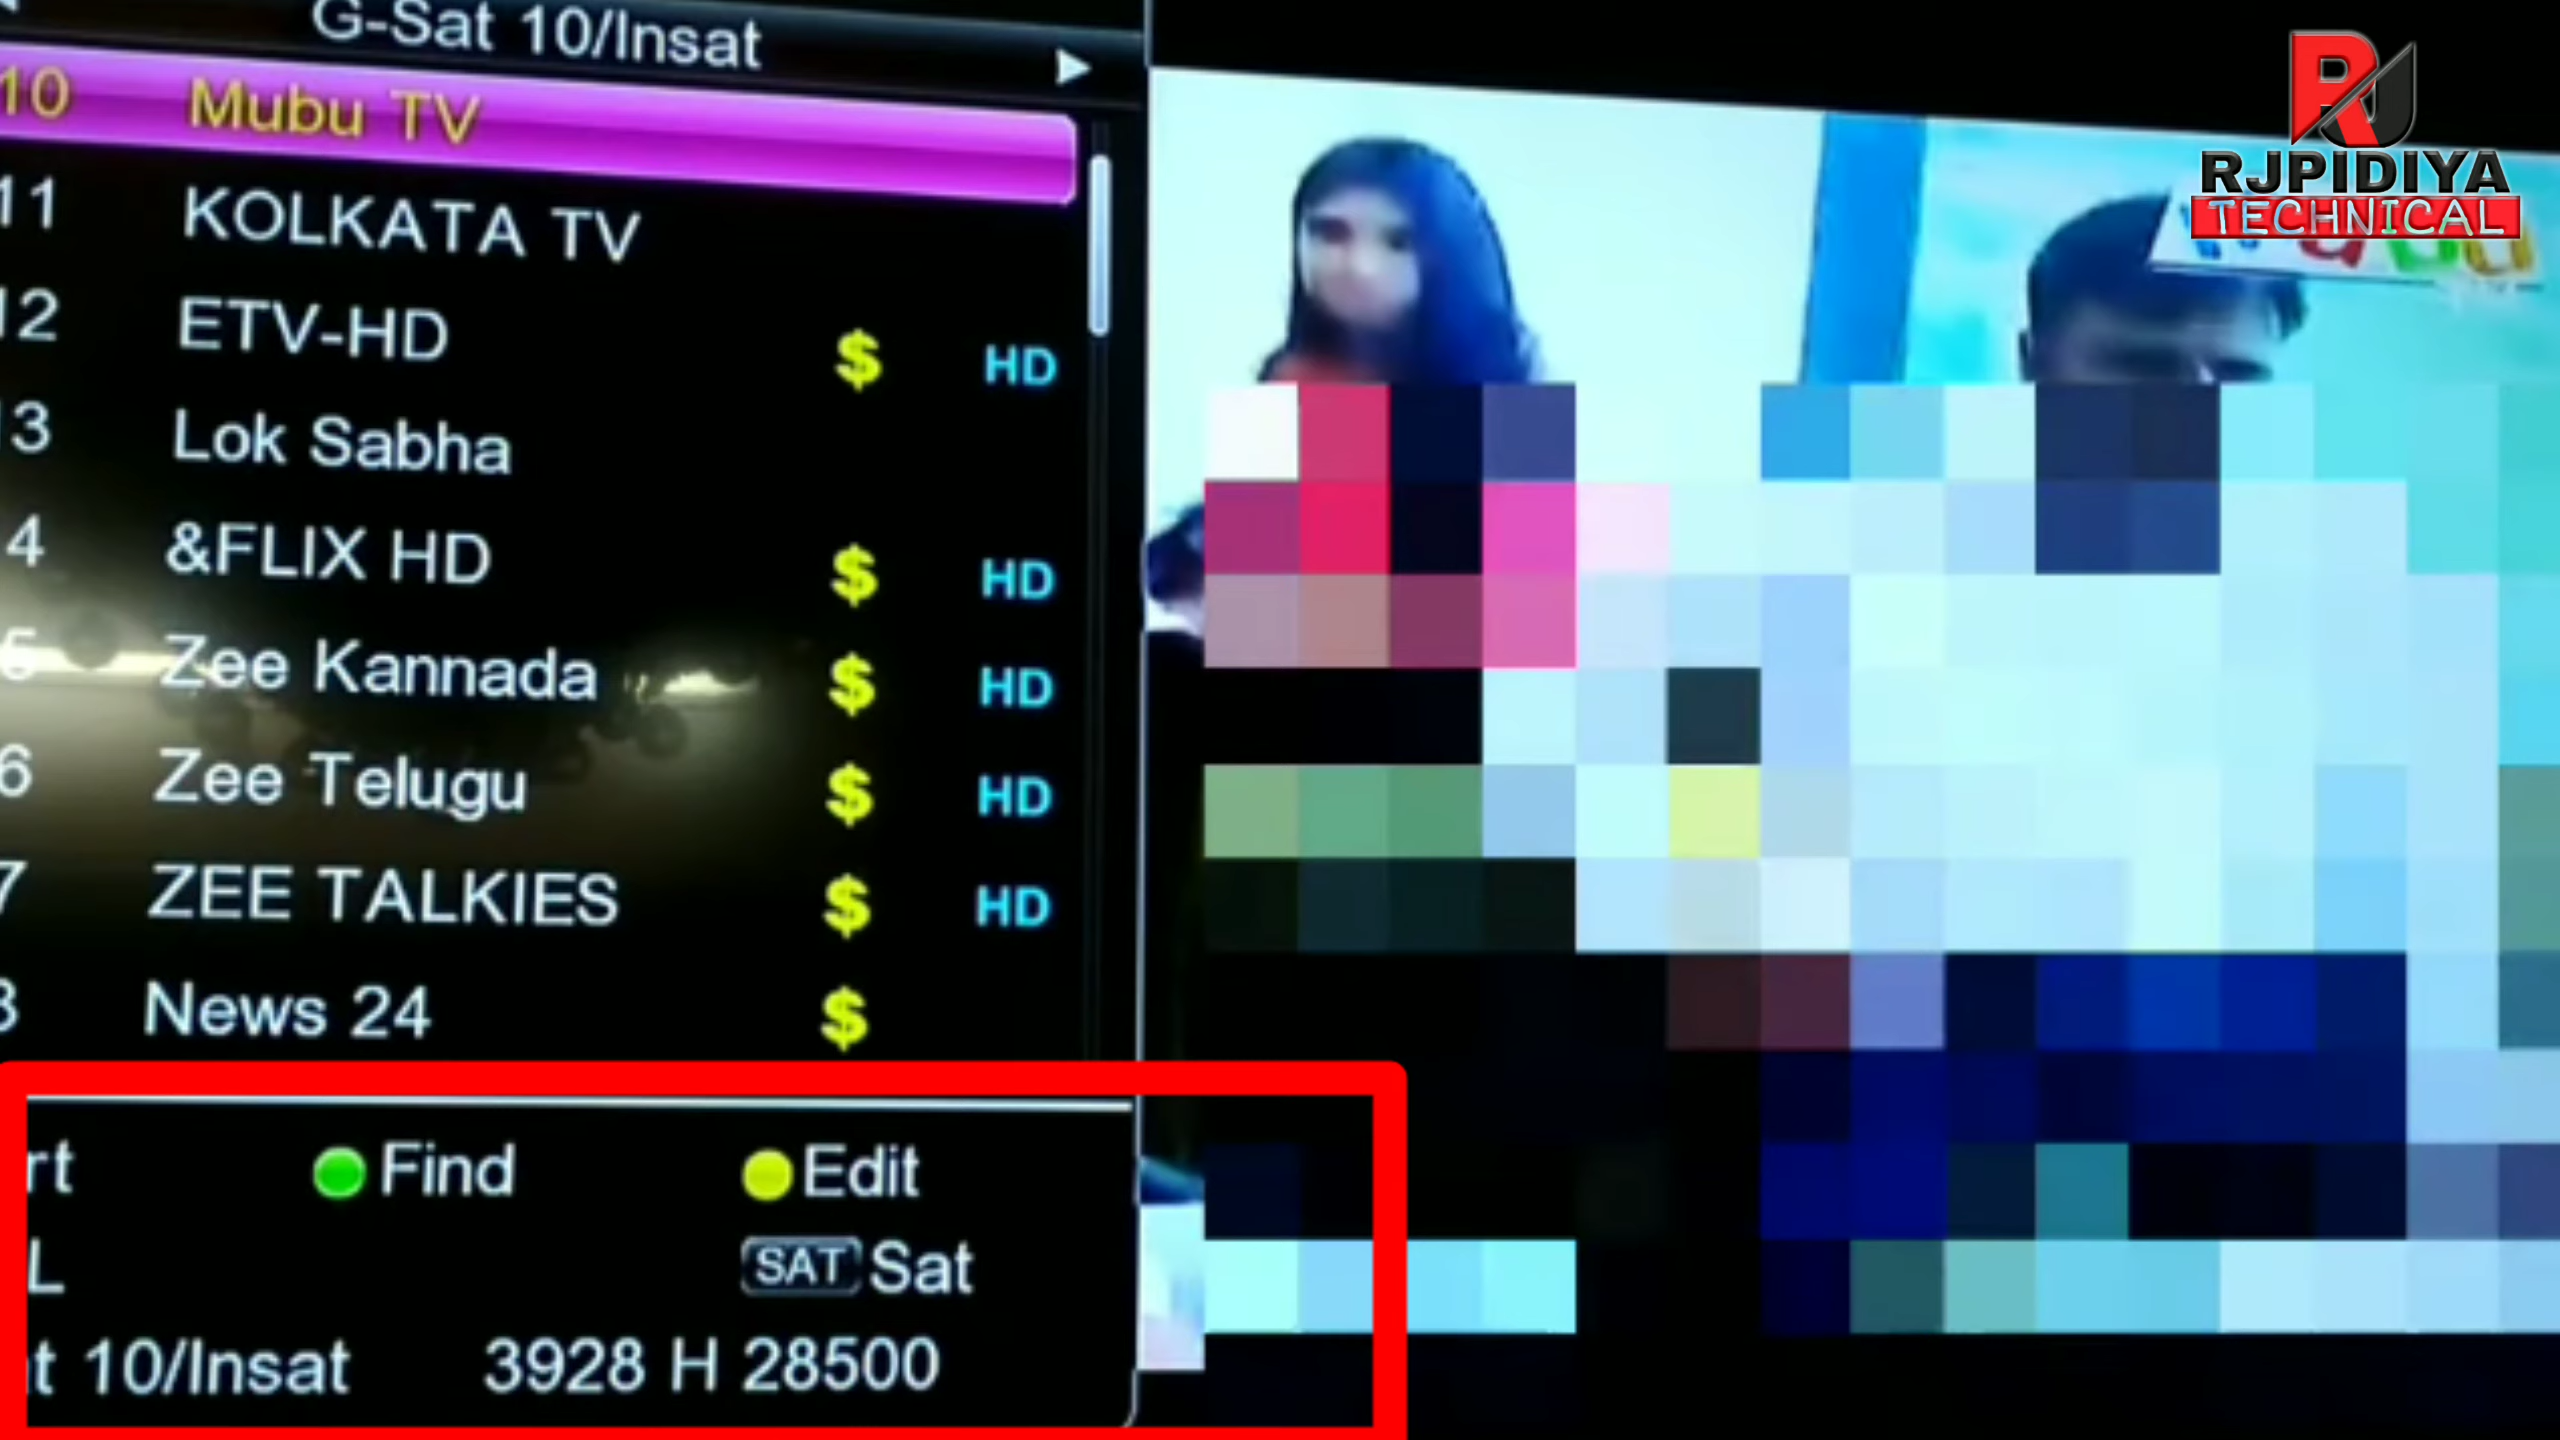 G-Sat 10/Insat
10 Mubu TV
11 KOLKATA TV
12 ETV-HD $ HD
13 Lok Sabha
4 &FLIX HD $ HD
5 Zee Kannada $ HD
6 Zee Telugu $ HD
7 ZEE TALKIES $ HD
News 24 $
rt Find Edit
L SAT Sat
t 10/Insat 3928 H 28500
RJ
RJPIDIYA
TECHNICAL